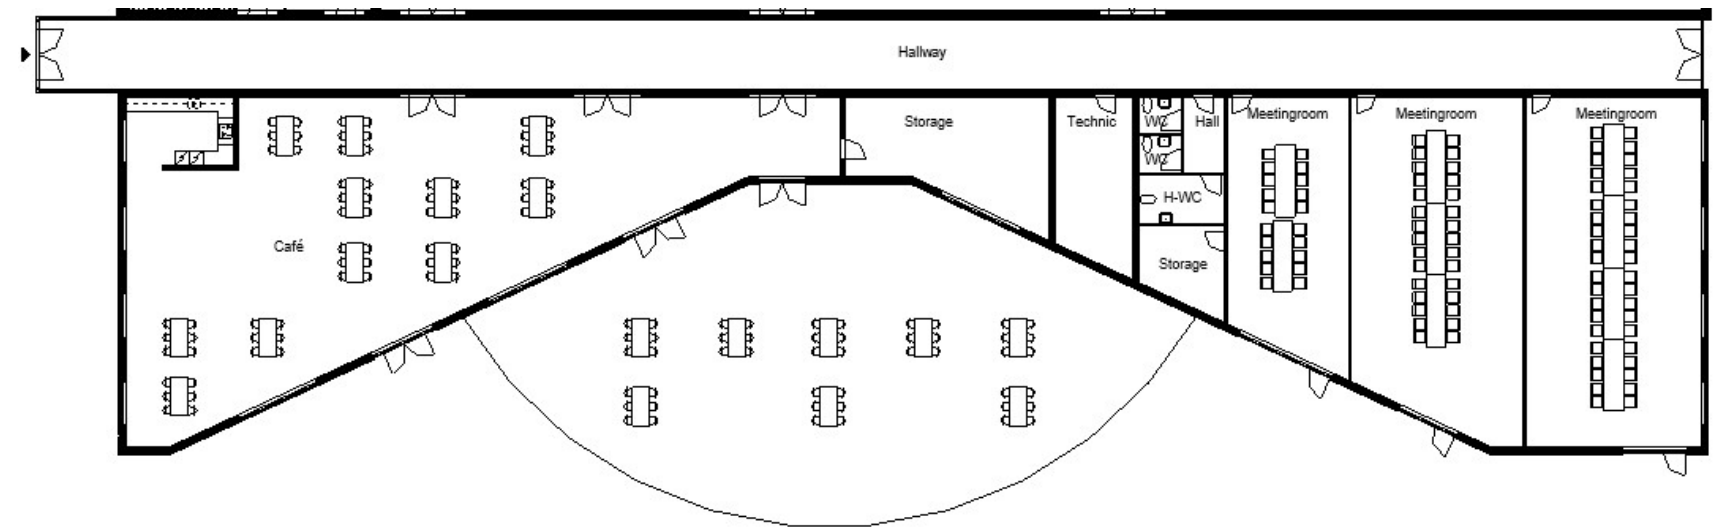 Hallway
Meetingroom
Meetingroom
Meetingroom
Storage
Technic
WC
Hall
WC
H-WC
Café
Storage